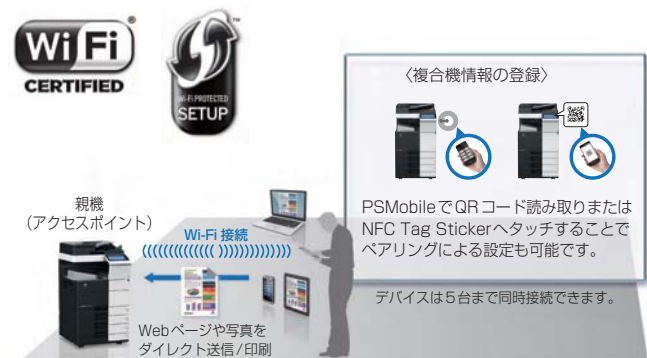 Wi Fi
®
CERTIFIED
Wi-Fi PROTECTED
SETUP
〈複合機情報の登録〉
PSMobileでQRコード読み取りまたは
NFC Tag Stickerへタッチすることで
ペアリングによる設定も可能です。
デバイスは5台まで同時接続できます。
親機
(アクセスポイント)
Wi-Fi 接続
Webページや写真を
ダイレクト送信/印刷